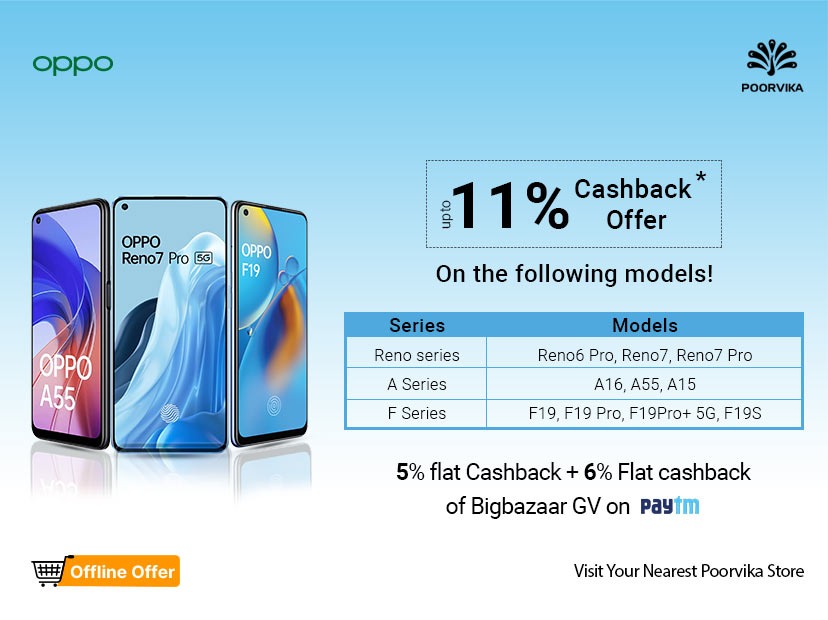 oppo
POORVIKA
upto 11% Cashback*
Offer
On the following models!
OPPO
Reno7 Pro 5G
OPPO
F19
OPPO
A55
Series Models
Reno series Reno6 Pro, Reno7, Reno7 Pro
A Series A16, A55, A15
F Series F19, F19 Pro, F19Pro+ 5G, F19S
5% flat Cashback + 6% Flat cashback
of Bigbazaar GV on paytm
Offline Offer
Visit Your Nearest Poorvika Store